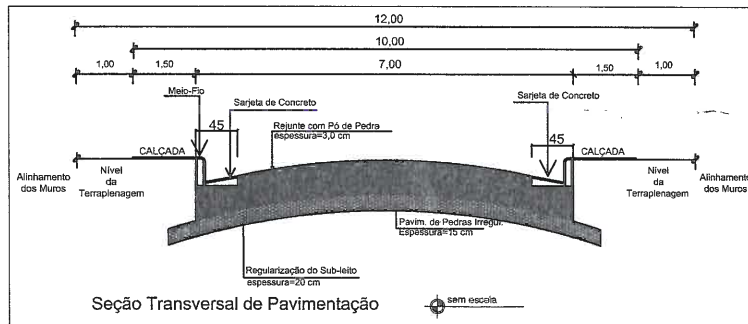 12,00
10,00
1,00 1,50 7,00 1,50 1,00
Meio-Fio
Sarjeta de Concreto Sarjeta de Concreto
45 Rejunte com Pó de Pedra 45
espessura=3,0 cm
CALÇADA CALÇADA
Alinhamento Nível Nível Alinhamento
dos Muros da da dos Muros
Terraplenagem Terraplenagem
Pavim. de Pedras Irregul.
Espessura=15 cm
Regularização do Sub-leito
espessura=20 cm
Seção Transversal de Pavimentação sem escala